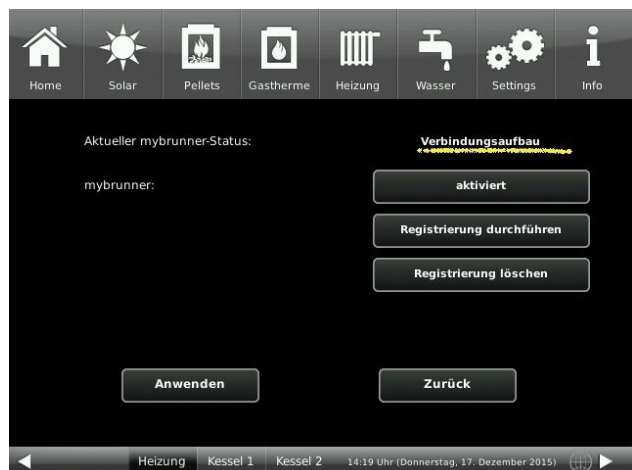 Home Solar Pellets Gastherme Heizung Wasser Settings Info
Aktueller mybrunner-Status: Verbindungsaufbau
mybrunner: aktiviert
Registrierung durchführen
Registrierung löschen
Anwenden Zurück
Heizung Kessel 1 Kessel 2 14:19 Uhr (Donnerstag, 17. Dezember 2015)